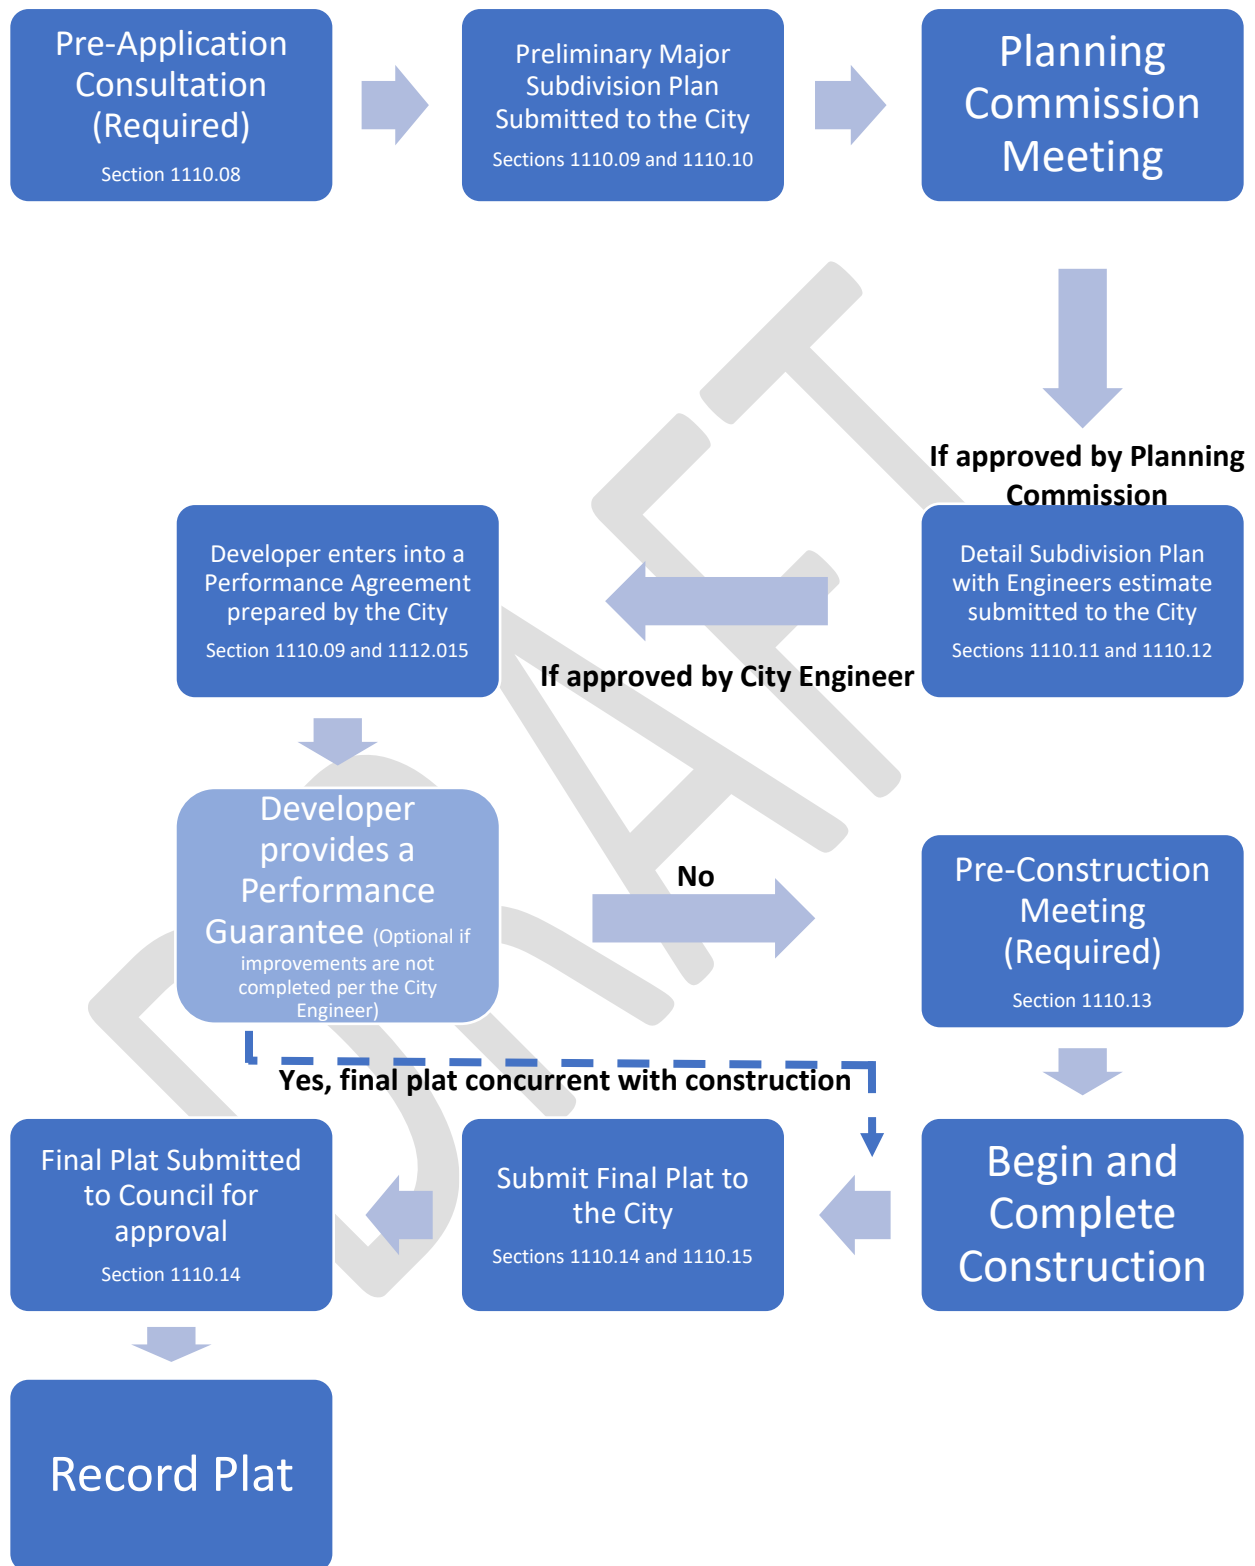 Pre-Application
Consultation
(Required)
Section 1110.08
Preliminary Major
Subdivision Plan
Submitted to the City
Sections 1110.09 and 1110.10
Planning
Commission
Meeting
If approved by Planning
Commission
Detail Subdivision Plan
with Engineers estimate
submitted to the City
Sections 1110.11 and 1110.12
If approved by City Engineer
Developer enters into a
Performance Agreement
prepared by the City
Section 1110.09 and 1112.015
Developer
provides a
Performance
Guarantee (Optional if
improvements are not
completed per the City
Engineer)
No
Pre-Construction
Meeting
(Required)
Section 1110.13
Yes, final plat concurrent with construction
Begin and
Complete
Construction
Submit Final Plat to
the City
Sections 1110.14 and 1110.15
Final Plat Submitted
to Council for
approval
Section 1110.14
Record Plat
DRAFT